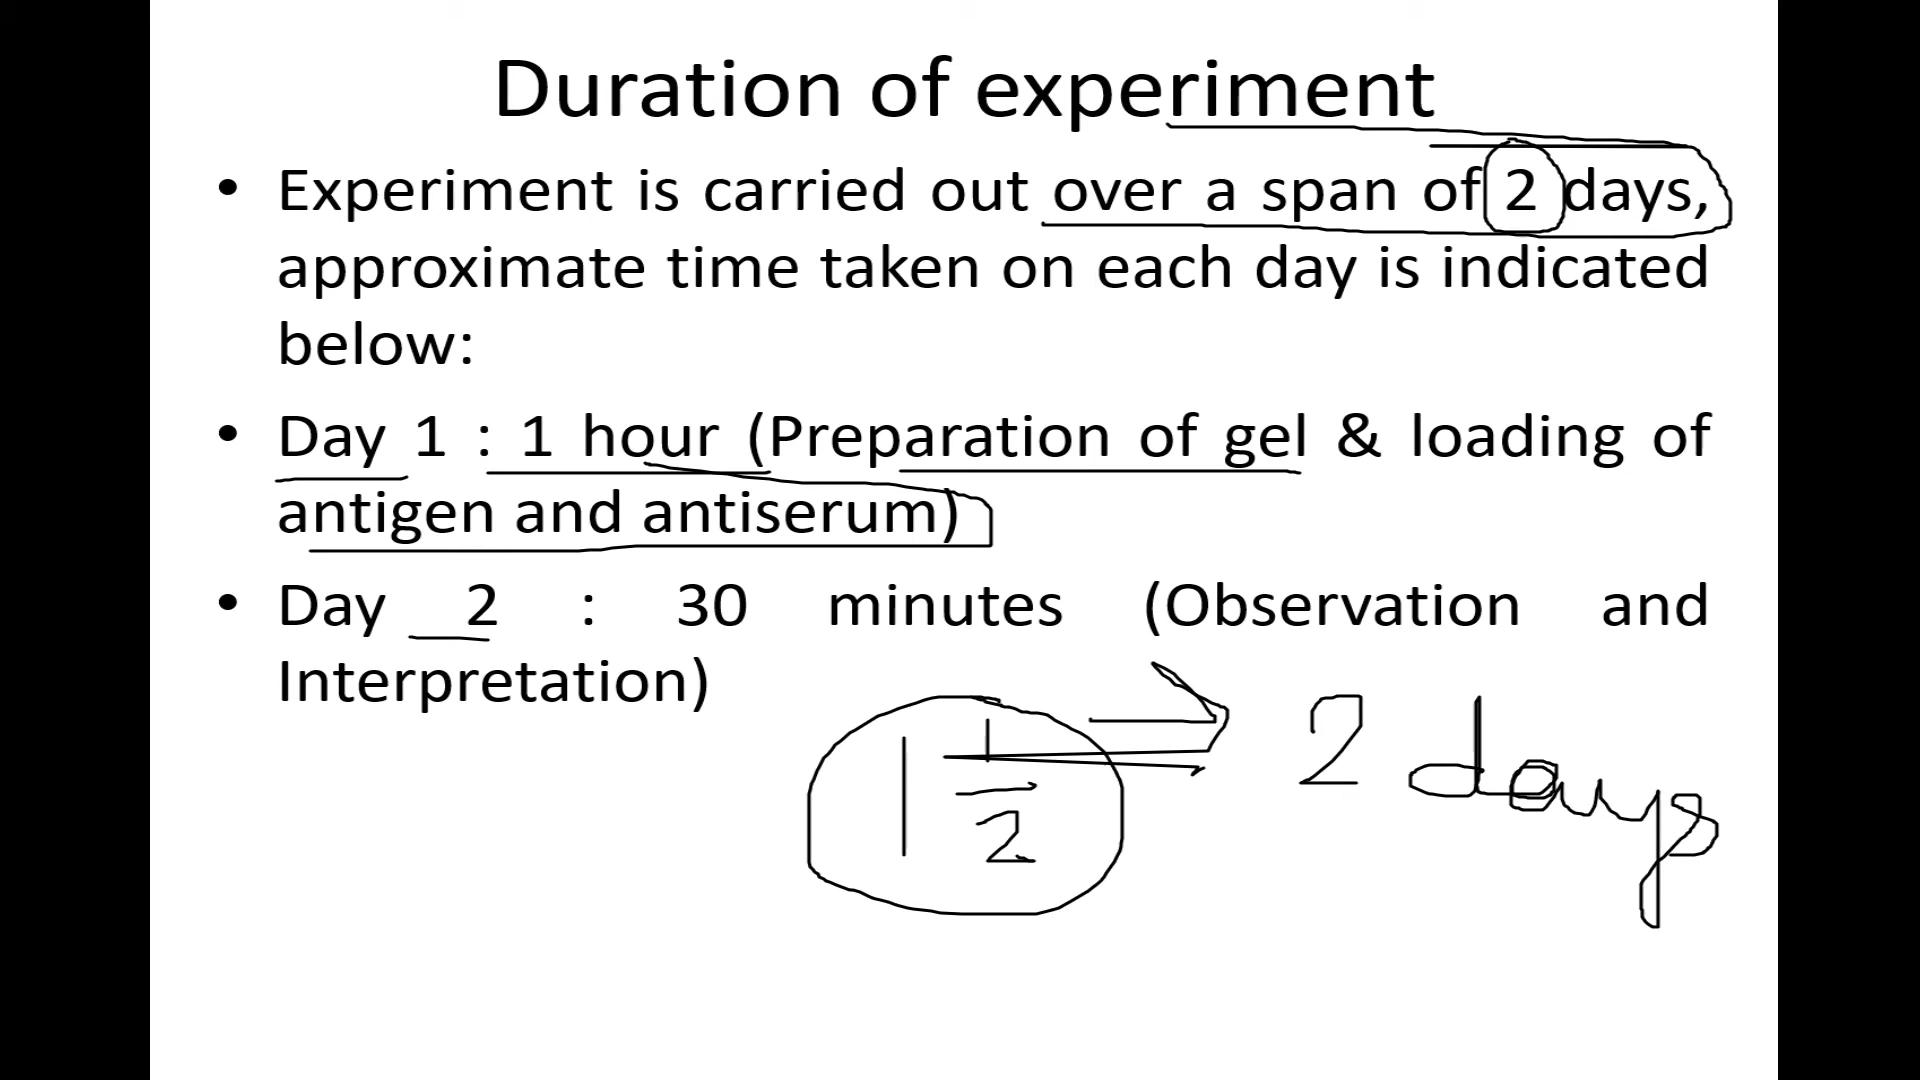 Duration of experiment
• Experiment is carried out over a span of 2 days,
approximate time taken on each day is indicated
below:
• Day 1 : 1 hour (Preparation of gel & loading of
antigen and antiserum)
• Day 2 : 30 minutes (Observation and
Interpretation)
1 1/2 → 2 days